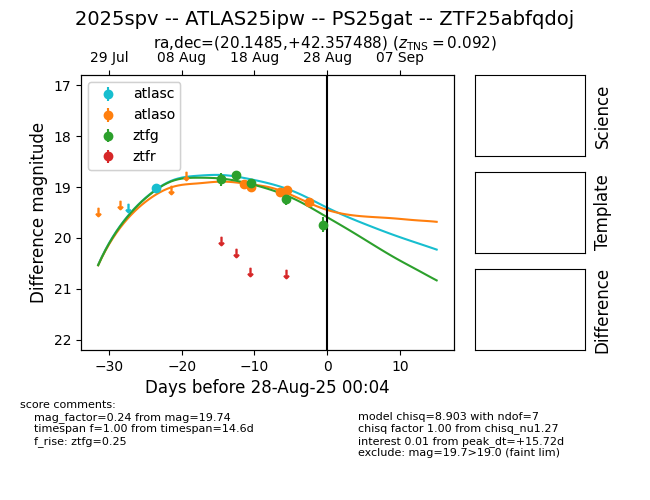 2025spv -- ATLAS25ipw -- PS25gat -- ZTF25abfqdoj
ra,dec=(20.1485,+42.357488) (z_TNS = 0.092)
29 Jul 08 Aug 18 Aug 28 Aug 07 Sep
17
18
19
20
21
22
Difference magnitude
atlasc
atlaso
ztfg
ztfr
−30 −20 −10 0 10
Days before 28-Aug-25 00:04
Science
Template
Difference
score comments:
mag_factor=0.24 from mag=19.74
timespan f=1.00 from timespan=14.6d
f_rise: ztfg=0.25
model chisq=8.903 with ndof=7
chisq factor 1.00 from chisq_nu1.27
interest 0.01 from peak_dt=+15.72d
exclude: mag=19.7>19.0 (faint lim)